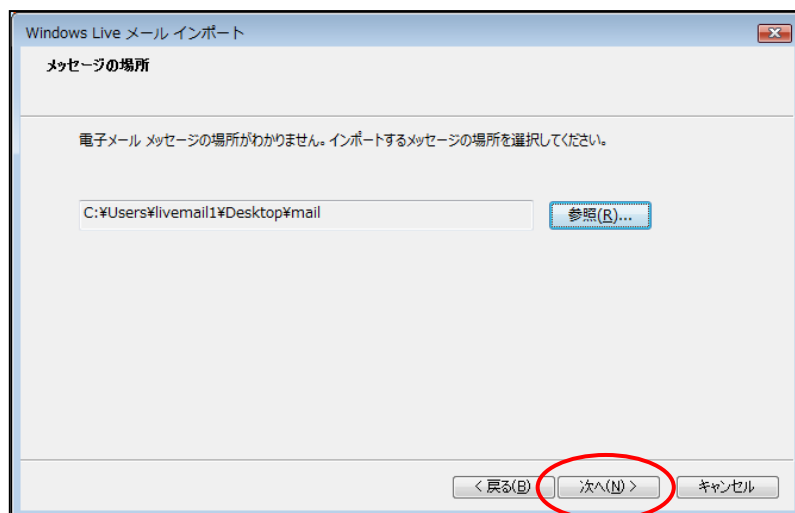 Windows Live メール インポート
メッセージの場所
電子メール メッセージの場所がわかりません。インポートするメッセージの場所を選択してください。
C:¥Users¥livemail1¥Desktop¥mail
参照(R)...
< 戻る(B)
次へ(N) >
キャンセル